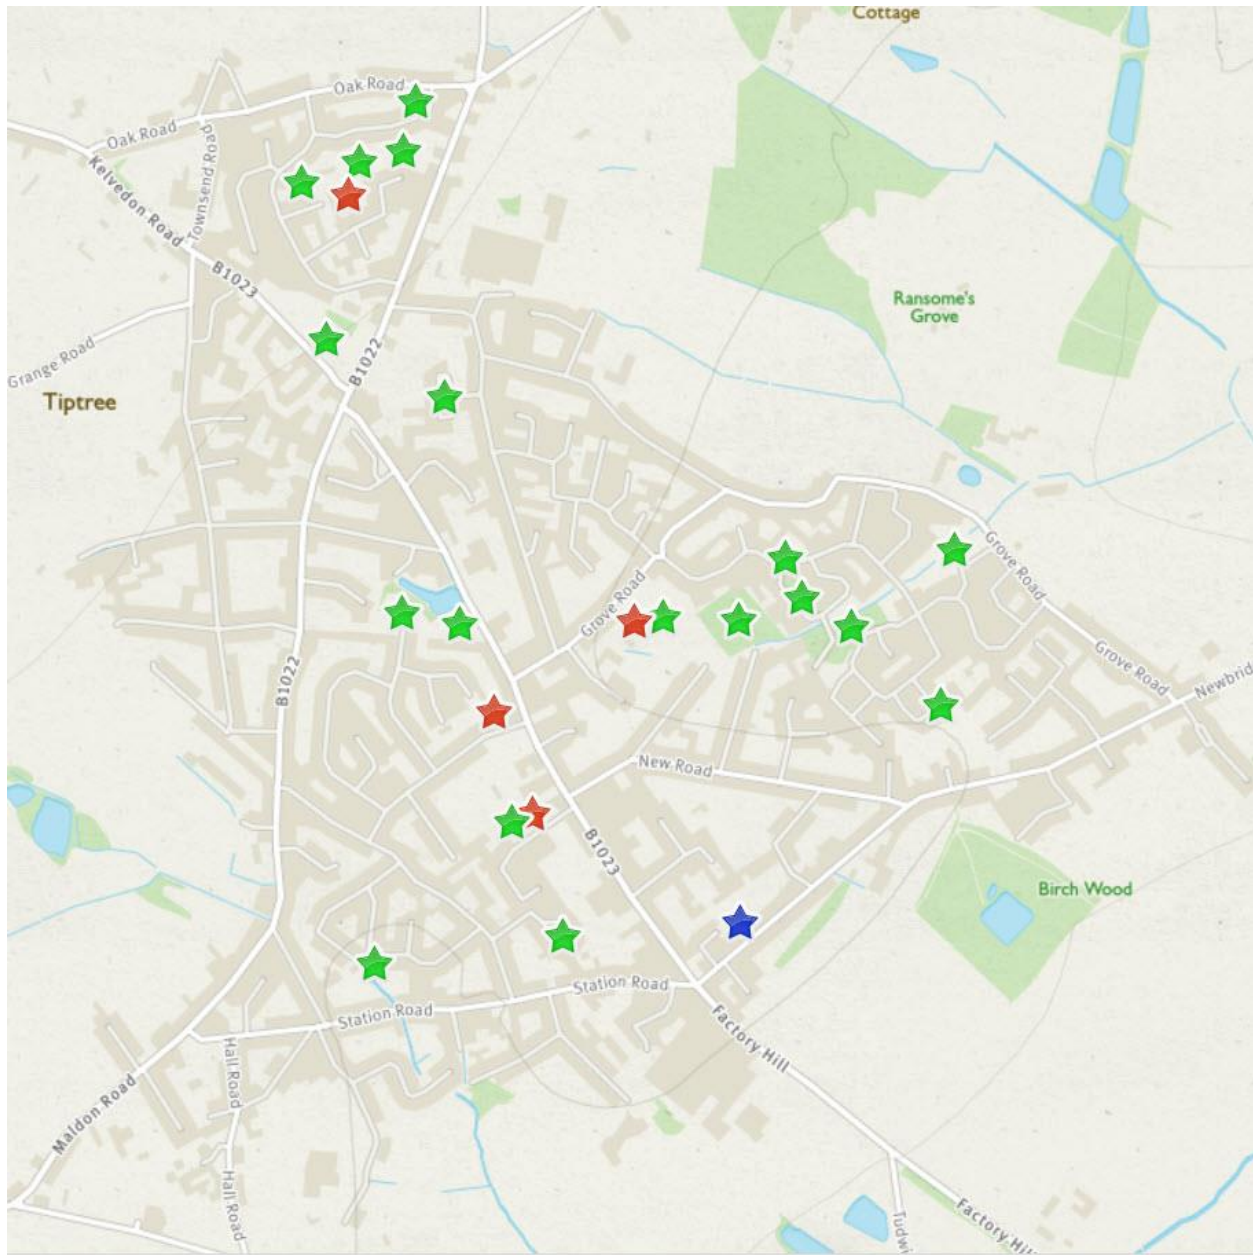 Cottage
Oak Road
Oak Road
Townsend Road
Kelvedon Road
B1023
Ransome's
Grove
B1022
Grange Road
Tiptree
Grove Road
Grove Road
Grove Road
Newbrid
B1022
New Road
B1023
Birch Wood
Station Road
Station Road
Factory Hill
Hall Road
Maldon Road
Hall Road
Tudwi
Factory Hil